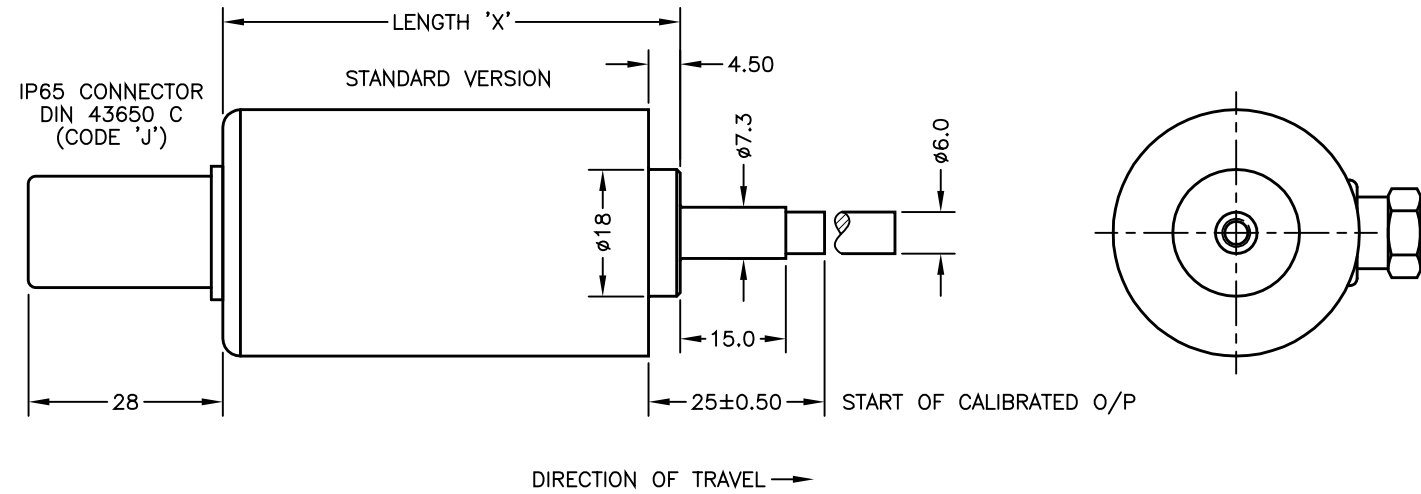 LENGTH 'X'
STANDARD VERSION
4.50
IP65 CONNECTOR
DIN 43650 C
(CODE 'J')
ø7.3
ø6.0
ø18
15.0
28
25±0.50
START OF CALIBRATED O/P
DIRECTION OF TRAVEL